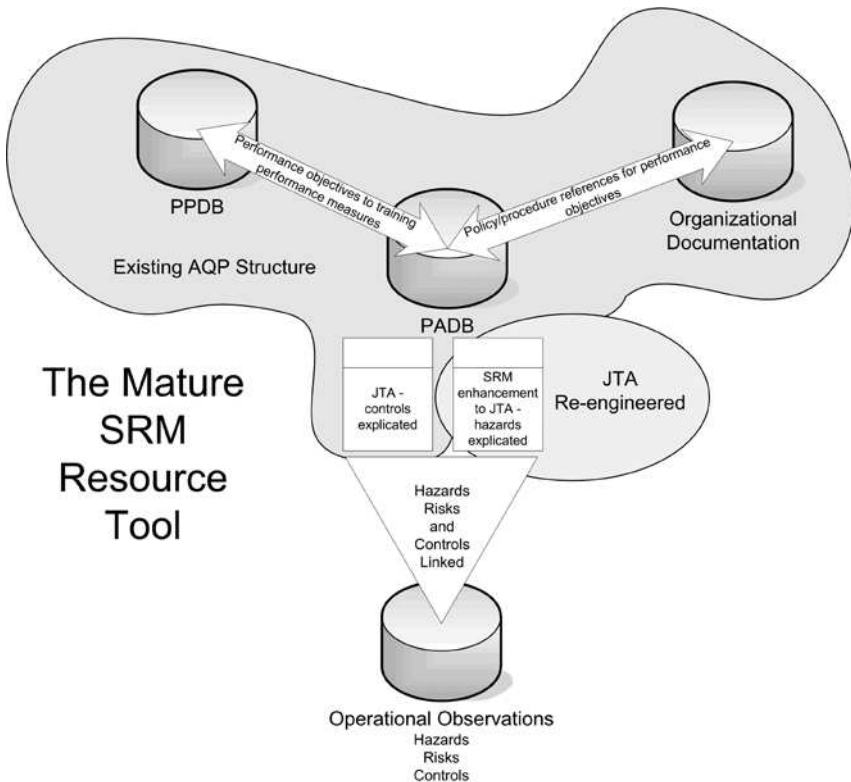 Performance objectives to training
performance measures
Policy/procedure references for performance
objectives
PPDB
Organizational
Documentation
Existing AQP Structure
PADB
The Mature
SRM
Resource
Tool
JTA -
controls
explicated
SRM
enhancement
to JTA -
hazards
explicated
JTA
Re-engineered
Hazards
Risks
and
Controls
Linked
Operational Observations
Hazards
Risks
Controls